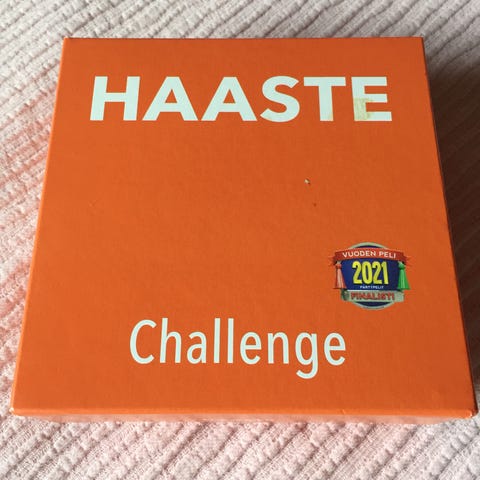 HAASTE
VUODEN PELI
2021
PARTYPELIT
FINALISTI
Challenge